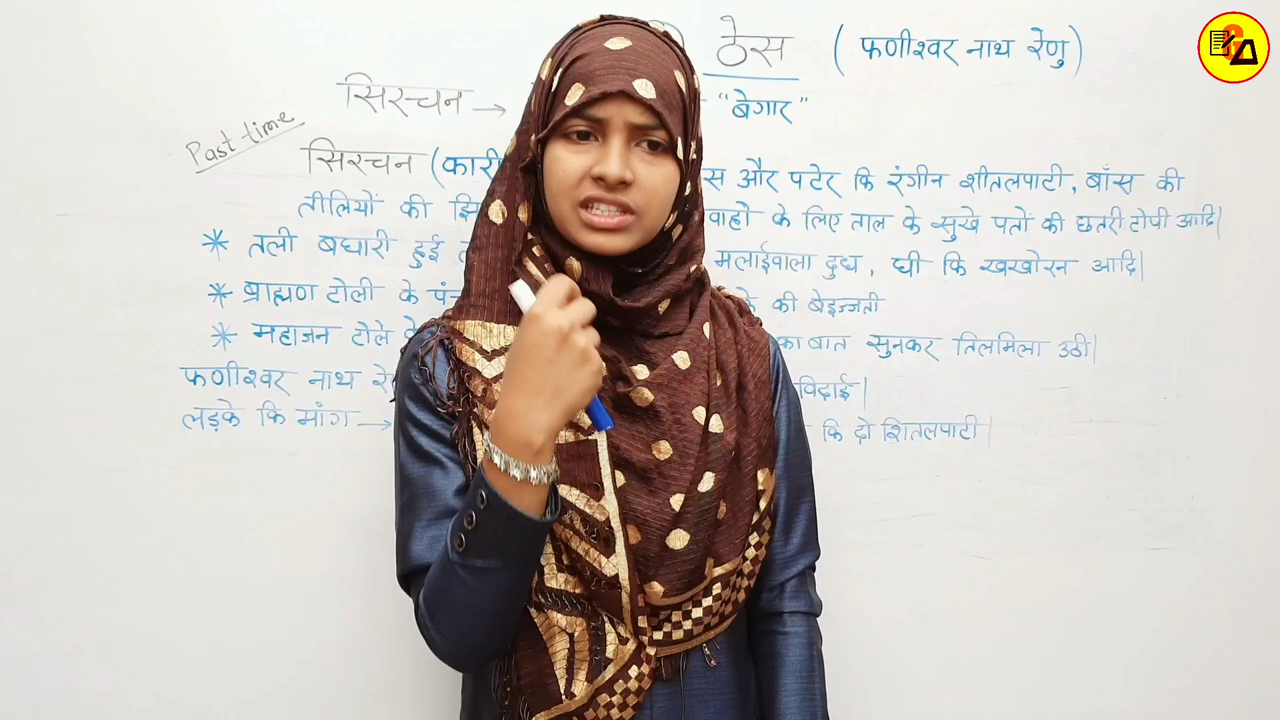 ठेस ( फणीश्वर नाथ रेणु )
सिरचन → "बेगार"
Past time
सिरचन (कारी स और पटेर कि रंगीन शीतलपाटी, बाँस की
तीलियों की झि वाहों के लिए ताल के सुखे पतों की छतरी टोपी आदि|
* तली बघारी हुई मलाईवाला दुध, घी कि खखोरन आदि|
* ब्राह्मण टोली के पं के की बेइज्जती
* महाजन टोले का बात सुनकर तिलमिला उठी|
फणीश्वर नाथ रे विदाई|
लड़के कि मांग → कि दो शितलपाटी|